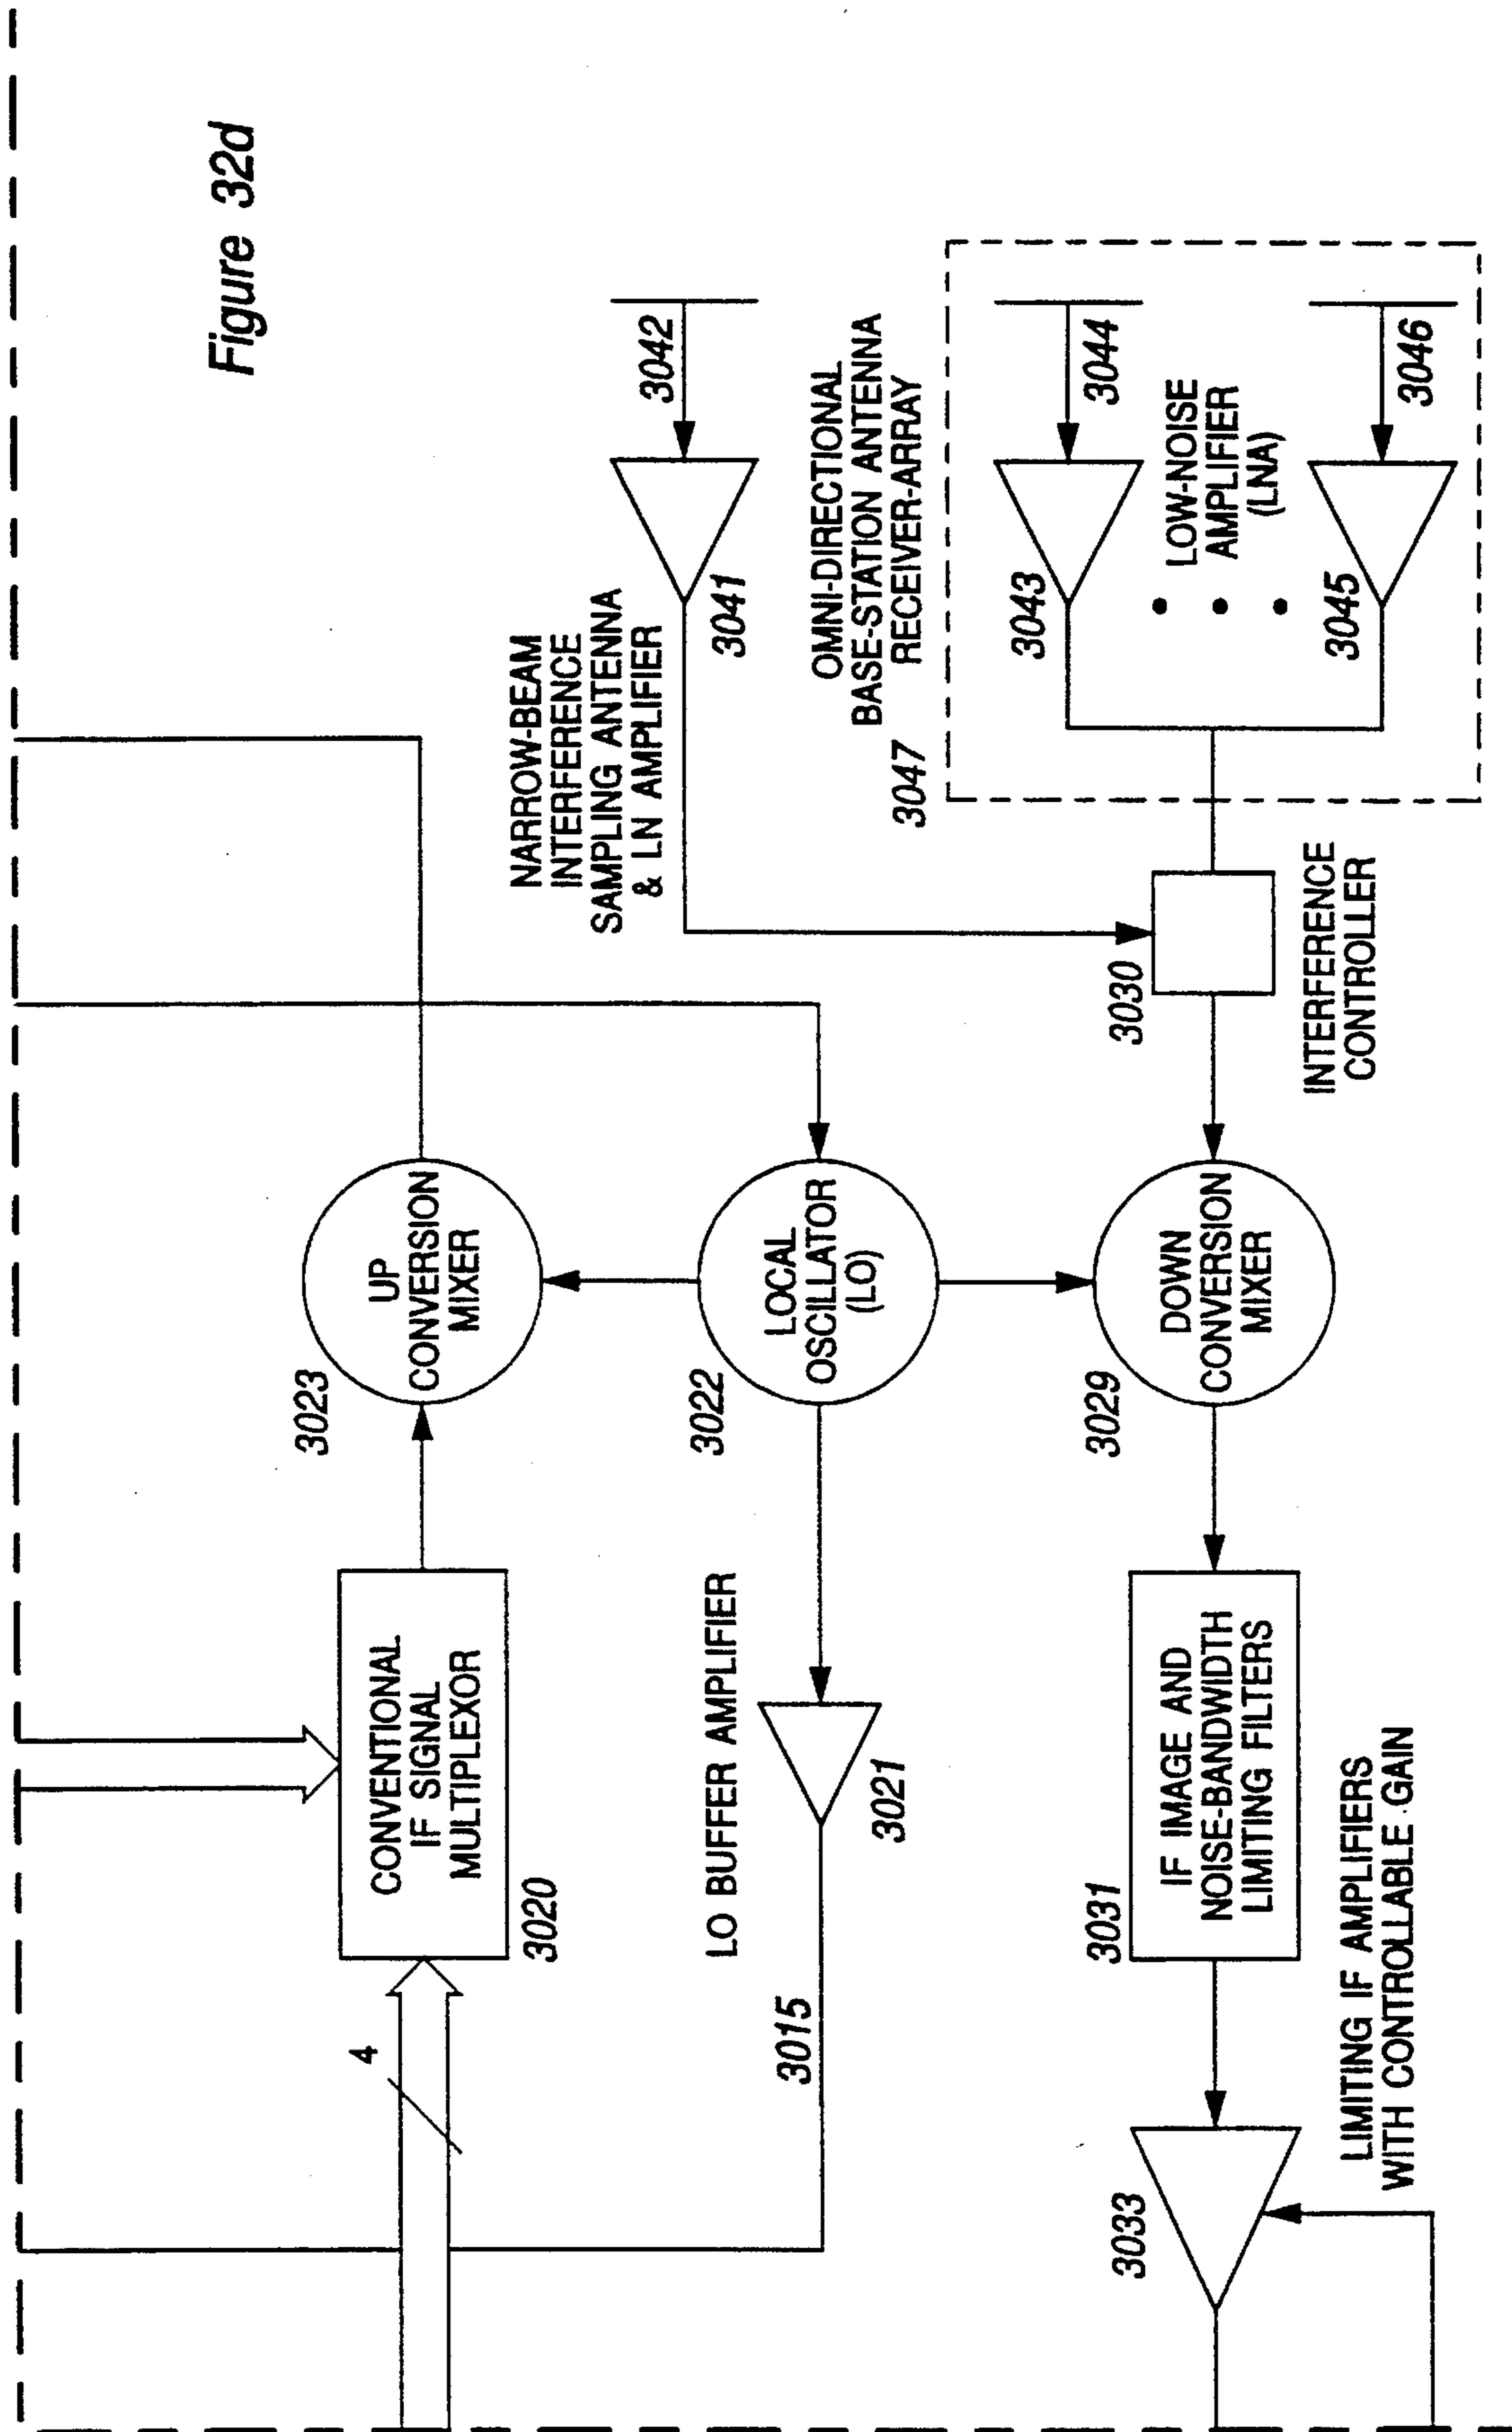 Figure 32d
4
CONVENTIONAL
IF SIGNAL
MULTIPLEXOR
3020
3023
UP
CONVERSION
MIXER
NARROW-BEAM
INTERFERENCE
SAMPLING ANTENNA
& LN AMPLIFIER
3042
3041
3015
LO BUFFER AMPLIFIER
3021
3022
LOCAL
OSCILLATOR
(LO)
OMNI-DIRECTIONAL
BASE-STATION ANTENNA
RECEIVER-ARRAY
3047
3043
3044
LOW-NOISE
AMPLIFIER
(LNA)
3045
3046
3033
LIMITING IF AMPLIFIERS
WITH CONTROLLABLE GAIN
3031
IF IMAGE AND
NOISE-BANDWIDTH
LIMITING FILTERS
3029
DOWN
CONVERSION
MIXER
3030
INTERFERENCE
CONTROLLER